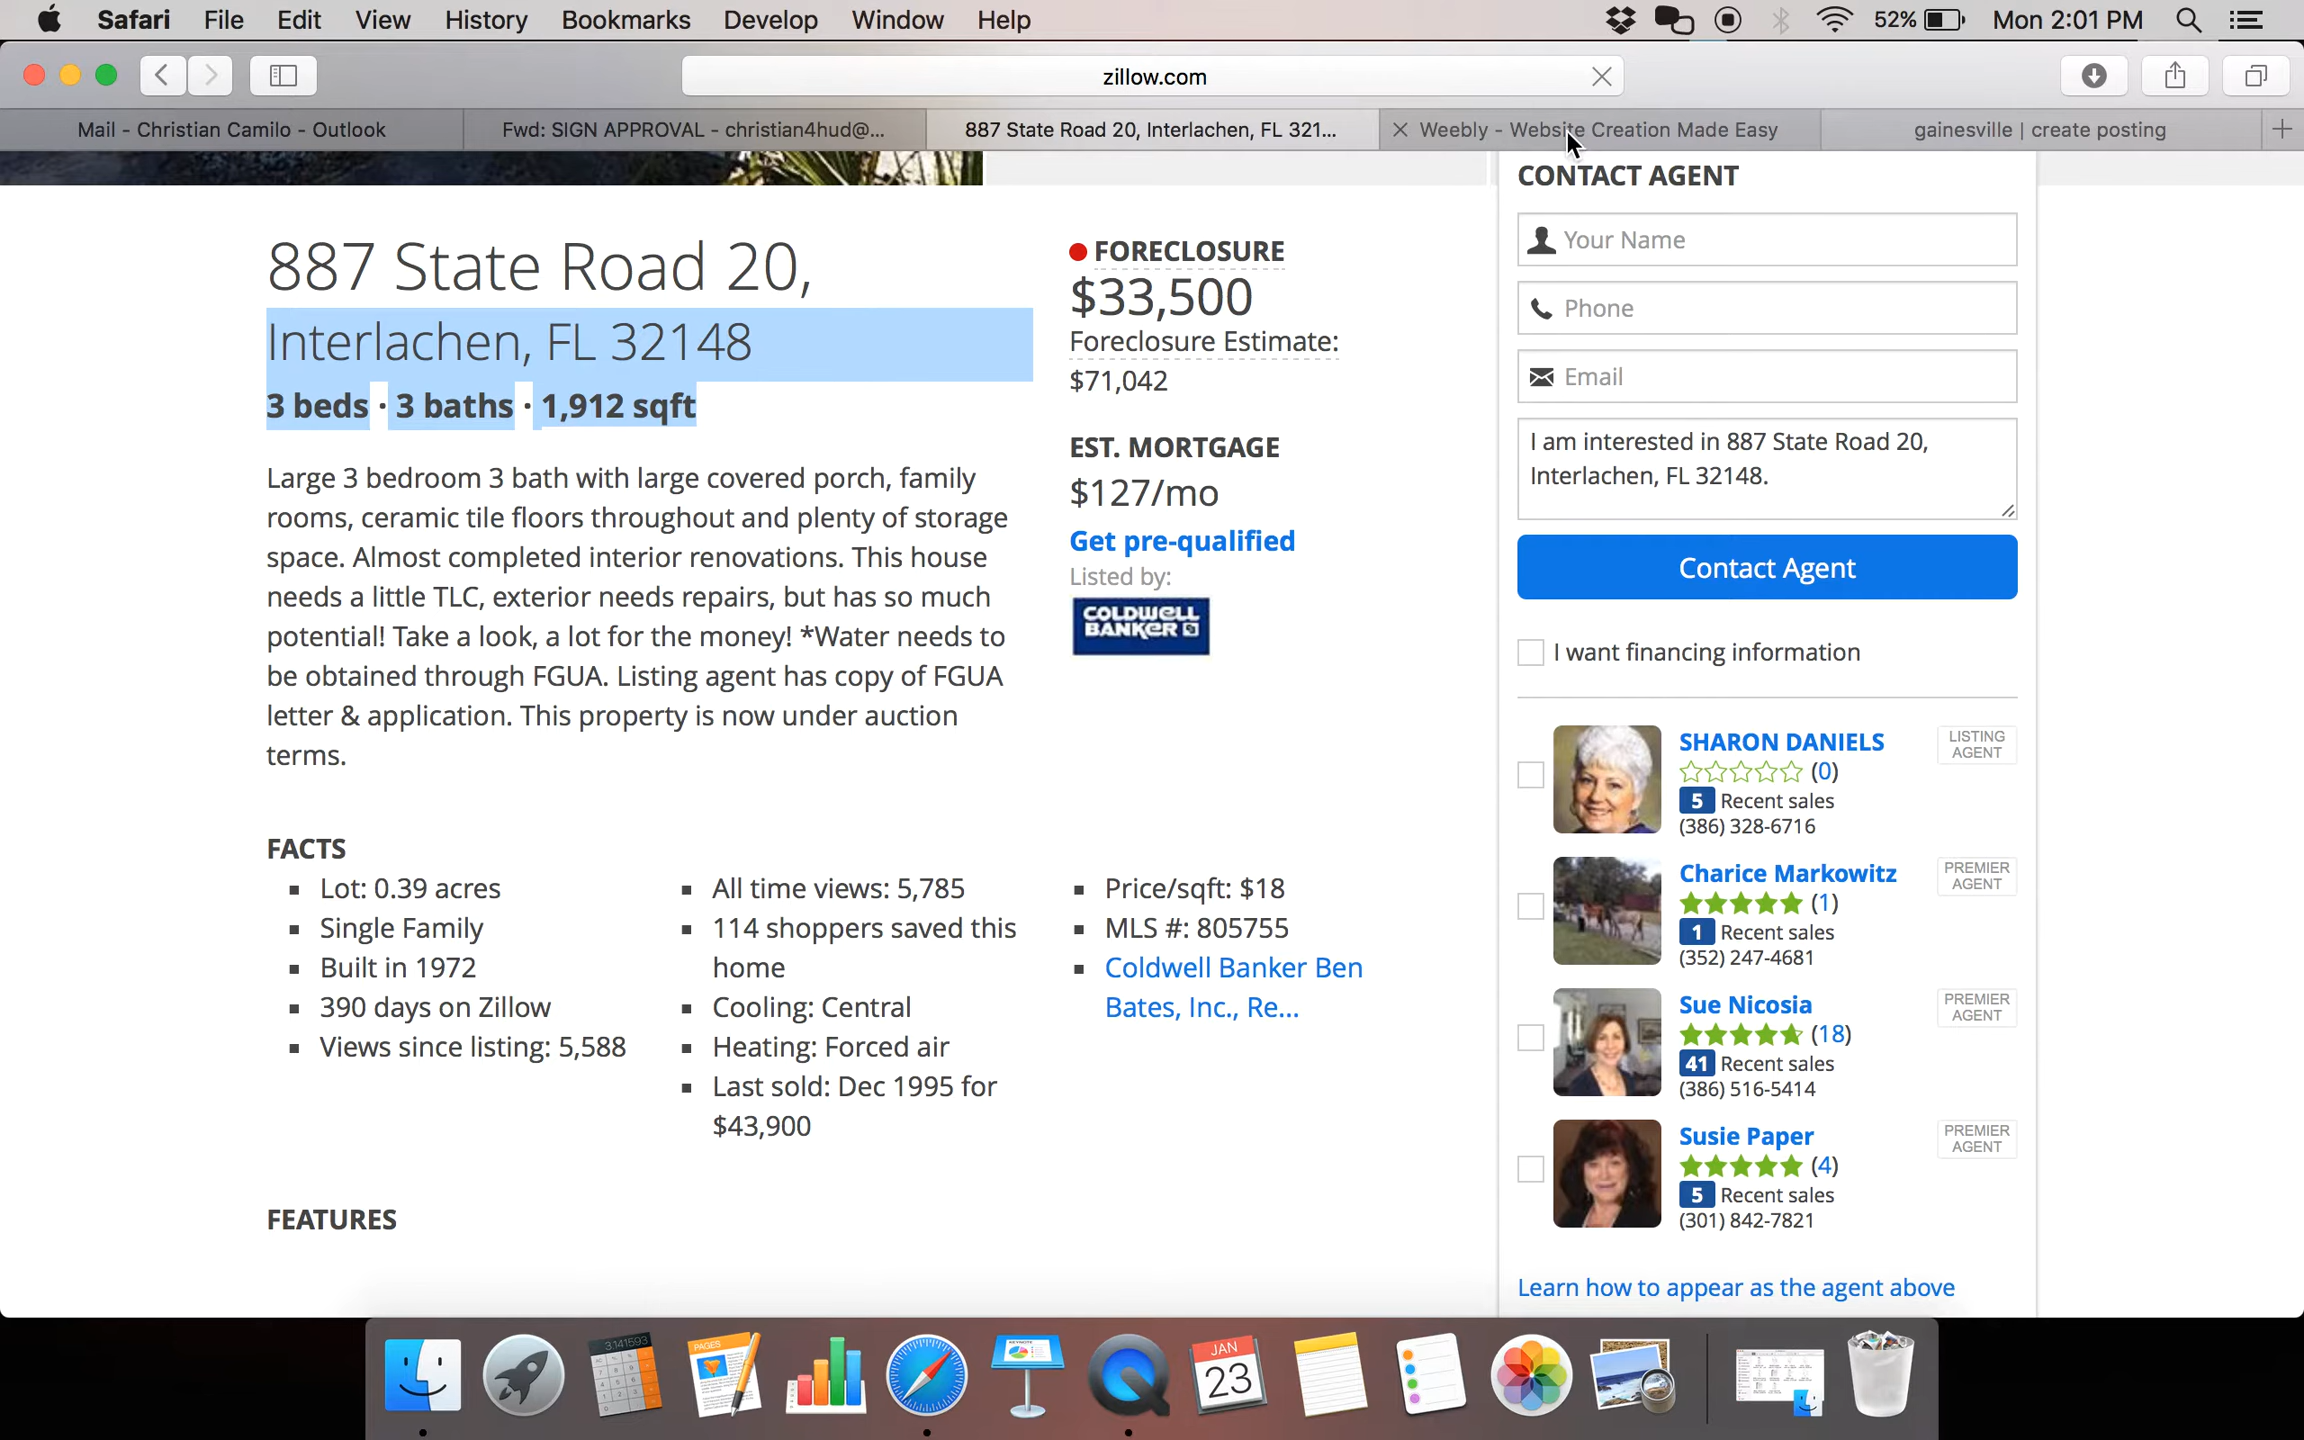 Safari File Edit View History Bookmarks Develop Window Help 52% Mon 2:01 PM
zillow.com
Mail - Christian Camilo - Outlook
Fwd: SIGN APPROVAL - christian4hud@...
887 State Road 20, Interlachen, FL 321...
Weebly - Website Creation Made Easy
gainesville | create posting
887 State Road 20,
Interlachen, FL 32148
3 beds · 3 baths · 1,912 sqft
Large 3 bedroom 3 bath with large covered porch, family
rooms, ceramic tile floors throughout and plenty of storage
space. Almost completed interior renovations. This house
needs a little TLC, exterior needs repairs, but has so much
potential! Take a look, a lot for the money! *Water needs to
be obtained through FGUA. Listing agent has copy of FGUA
letter & application. This property is now under auction
terms.
FORECLOSURE
$33,500
Foreclosure Estimate:
$71,042
EST. MORTGAGE
$127/mo
Get pre-qualified
Listed by:
COLDWELL
BANKER
FACTS
Lot: 0.39 acres
Single Family
Built in 1972
390 days on Zillow
Views since listing: 5,588
All time views: 5,785
114 shoppers saved this
home
Cooling: Central
Heating: Forced air
Last sold: Dec 1995 for
$43,900
Price/sqft: $18
MLS #: 805755
Coldwell Banker Ben
Bates, Inc., Re...
FEATURES
CONTACT AGENT
Your Name
Phone
Email
I am interested in 887 State Road 20,
Interlachen, FL 32148.
Contact Agent
I want financing information
SHARON DANIELS
(0)
5 Recent sales
(386) 328-6716
LISTING
AGENT
Charice Markowitz
(1)
1 Recent sales
(352) 247-4681
PREMIER
AGENT
Sue Nicosia
(18)
41 Recent sales
(386) 516-5414
PREMIER
AGENT
Susie Paper
(4)
5 Recent sales
(301) 842-7821
PREMIER
AGENT
Learn how to appear as the agent above
3.141593
PAGES
KEYNOTE
JAN
23